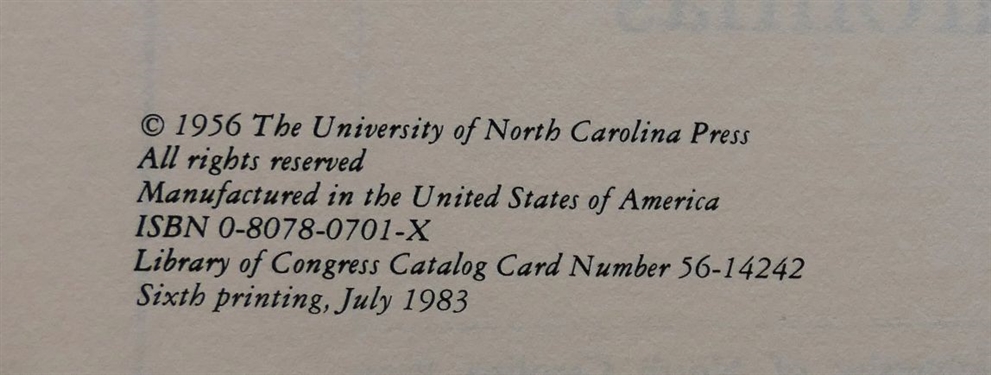 © 1956 The University of North Carolina Press
All rights reserved
Manufactured in the United States of America
ISBN 0-8078-0701-X
Library of Congress Catalog Card Number 56-14242
Sixth printing, July 1983